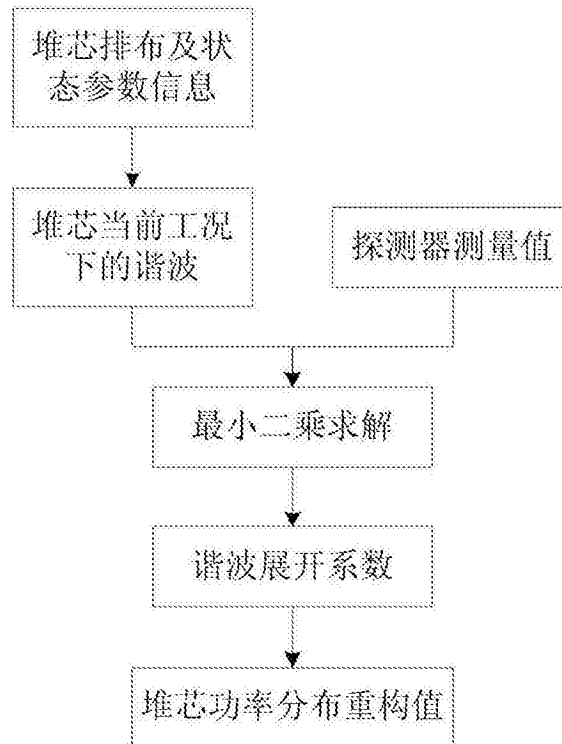 堆芯排布及状
态参数信息
堆芯当前工况
下的谐波
探测器测量值
最小二乘求解
谐波展开系数
堆芯功率分布重构值